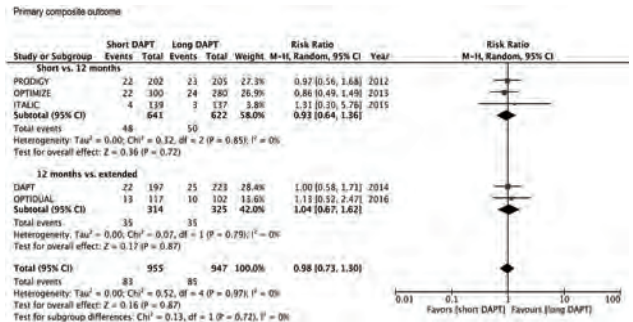 Primary composite outcome
Short DAPT Long DAPT Risk Ratio Risk Ratio
Study or Subgroup Events Total Events Total Weight M-H, Random, 95% CI Year M-H, Random, 95% CI
Short vs. 12 months
PRODIGY 22 202 23 205 27.3% 0.97 [0.56, 1.68] 2012
OPTIMIZE 22 300 24 280 26.9% 0.86 [0.49, 1.49] 2013
ITALIC 4 139 3 137 3.8% 1.31 [0.30, 5.76] 2015
Subtotal (95% CI) 641 622 58.0% 0.93 [0.64, 1.36]
Total events 48 50
Heterogeneity: Tau² = 0.00; Chi² = 0.32, df = 2 (P = 0.85); I² = 0%
Test for overall effect: Z = 0.36 (P = 0.72)
12 months vs. extended
DAPT 22 197 25 223 28.4% 1.00 [0.58, 1.71] 2014
OPTIDUAL 13 117 10 102 13.6% 1.13 [0.52, 2.47] 2016
Subtotal (95% CI) 314 325 42.0% 1.04 [0.67, 1.62]
Total events 35 35
Heterogeneity: Tau² = 0.00; Chi² = 0.07, df = 1 (P = 0.79); I² = 0%
Test for overall effect: Z = 0.17 (P = 0.87)
Total (95% CI) 955 947 100.0% 0.98 [0.73, 1.30]
Total events 83 85
Heterogeneity: Tau² = 0.00; Chi² = 0.52, df = 4 (P = 0.97); I² = 0%
Test for overall effect: Z = 0.16 (P = 0.87)
Test for subgroup differences: Chi² = 0.13, df = 1 (P = 0.72), I² = 0%
0.01 0.1 1 10 100
Favors [short DAPT] Favours [long DAPT]